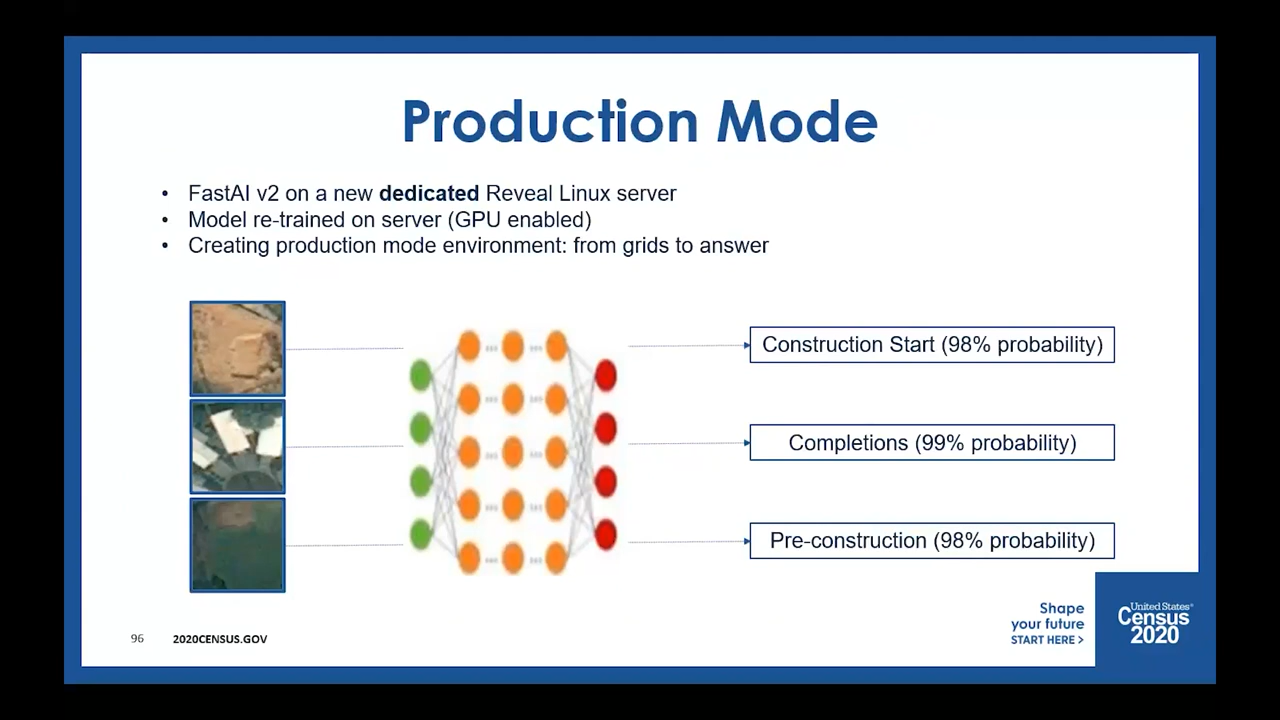 Production Mode
• FastAI v2 on a new dedicated Reveal Linux server
• Model re-trained on server (GPU enabled)
• Creating production mode environment: from grids to answer
Construction Start (98% probability)
Completions (99% probability)
Pre-construction (98% probability)
96 2020CENSUS.GOV
Shape
your future
START HERE >
United States®
Census
2020